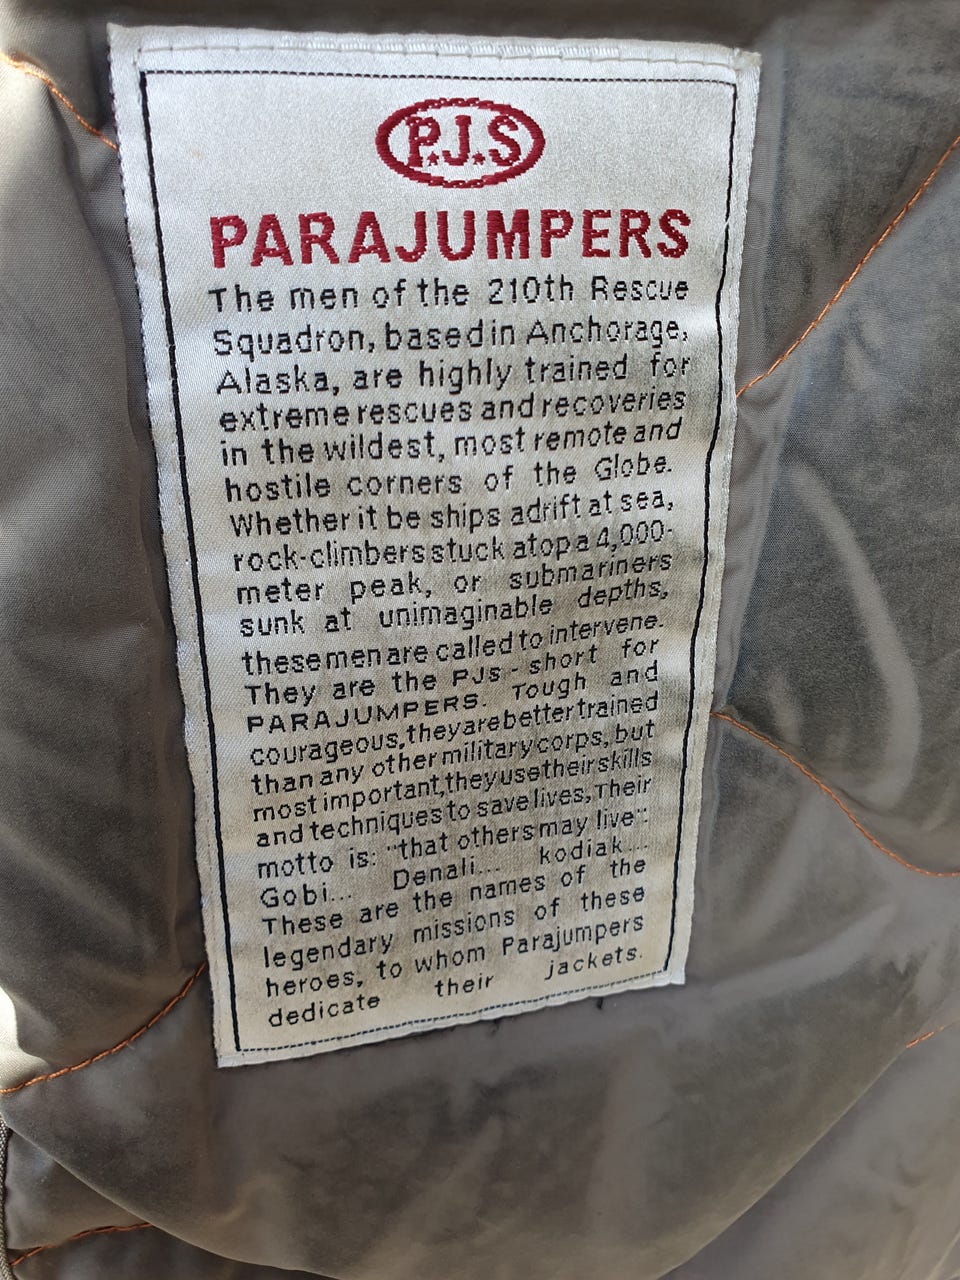 P.J.S
PARAJUMPERS
The men of the 210th Rescue
Squadron, based in Anchorage,
Alaska, are highly trained for
extreme rescues and recoveries
in the wildest, most remote and
hostile corners of the Globe.
Whether it be ships adrift at sea,
rock-climbers stuck atop a 4,000-
meter peak, or submariners
sunk at unimaginable depths,
these men are called to intervene.
They are the PJs - short for
PARAJUMPERS. Tough and
courageous, they are better trained
than any other military corps, but
most important, they use their skills
and techniques to save lives, Their
motto is: "that others may live".
Gobi... Denali... kodiak...
These are the names of the
legendary missions of these
heroes, to whom Parajumpers
dedicate their jackets.